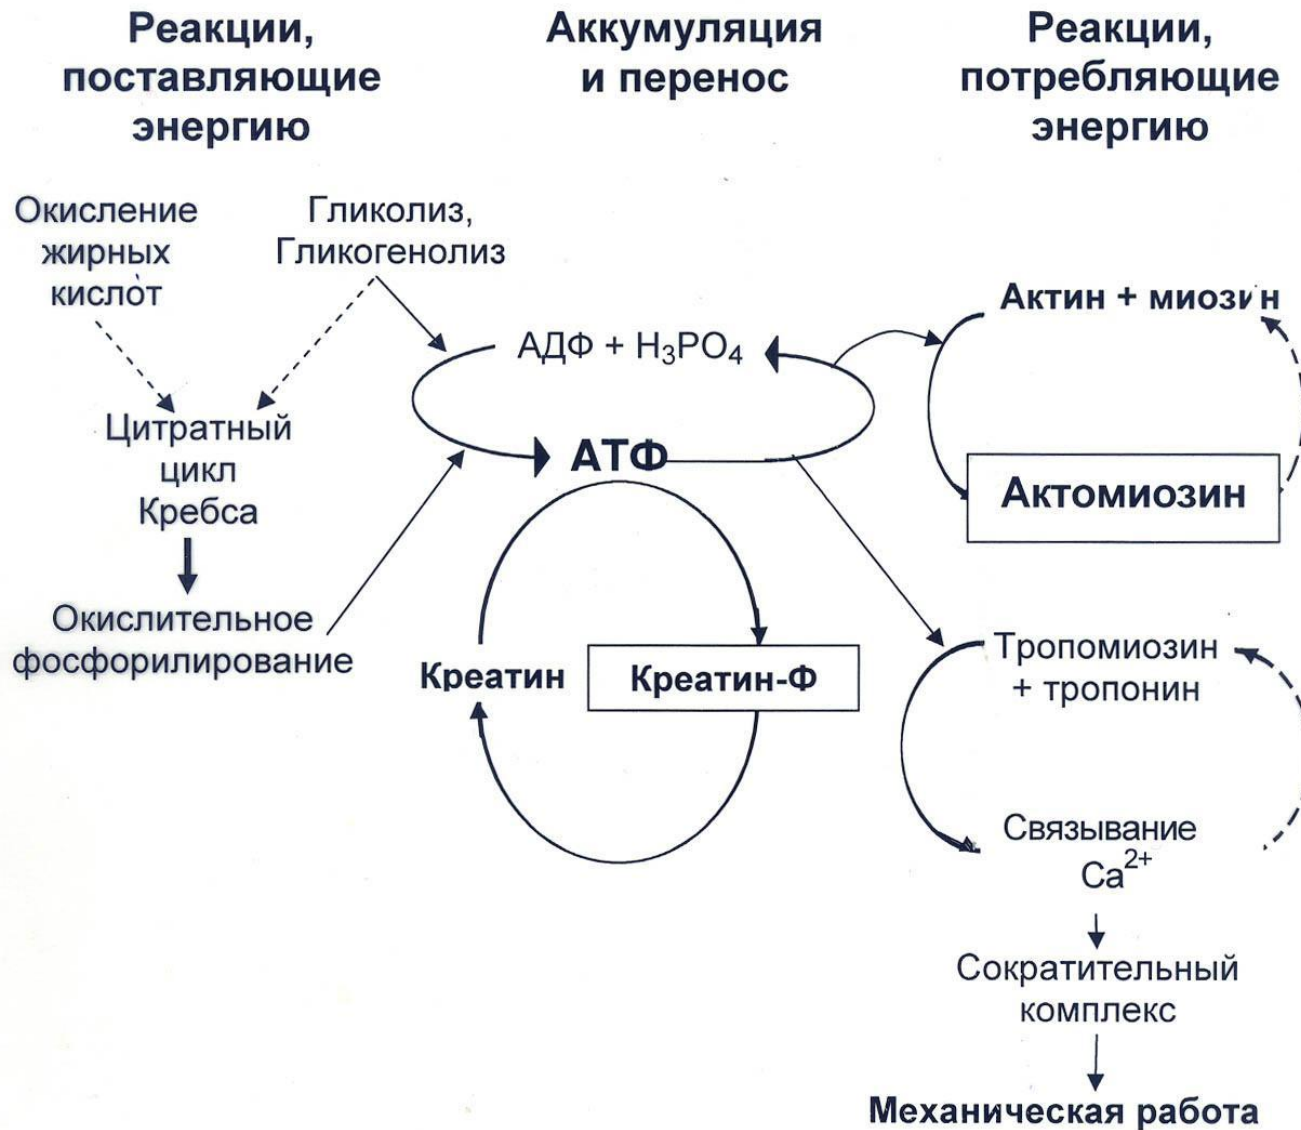 Реакции,
поставляющие
энергию
Аккумуляция
и перенос
Реакции,
потребляющие
энергию
Окисление
жирных
кислот
Гликолиз,
Гликогенолиз
Цитратный
цикл
Кребса
Окислительное
фосфорилирование
АДФ + H₃PO₄
АТФ
Креатин
Креатин-Ф
Актин + миозин
Актомиозин
Тропомиозин
+ тропонин
Связывание
Ca²⁺
Сократительный
комплекс
Механическая работа